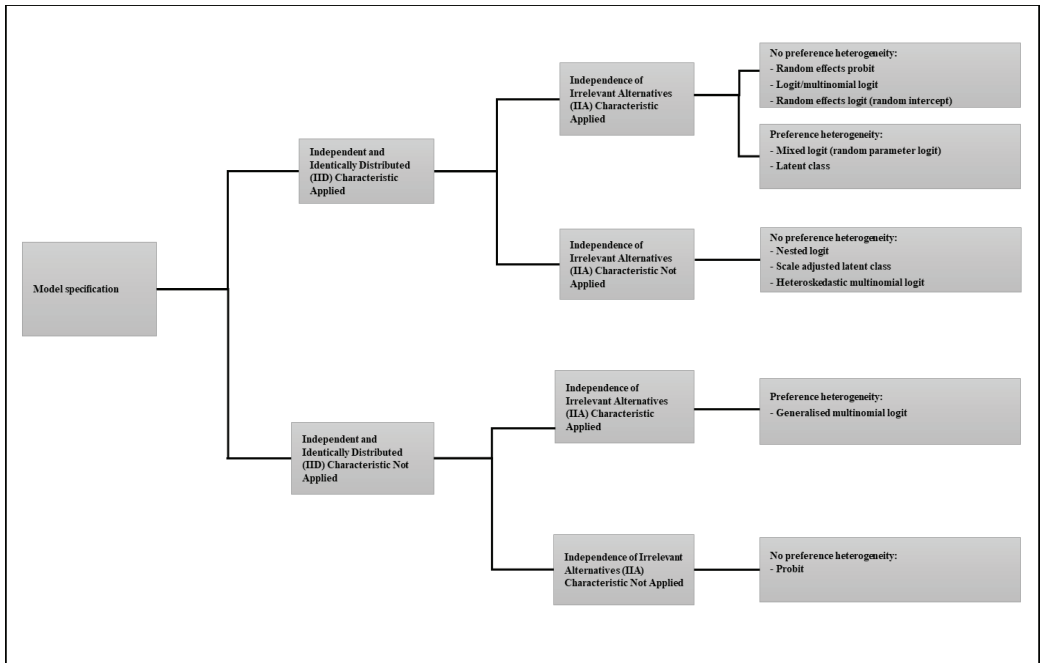 Model specification
Independent and
Identically Distributed
(IID) Characteristic
Applied
Independent of
Irrelevant Alternatives
(IIA) Characteristic
Applied
No preference heterogeneity:
- Random effects probit
- Logit/multinomial logit
- Random effects logit (random intercept)
Preference heterogeneity:
- Mixed logit (random parameter logit)
- Latent class
Independence of
Irrelevant Alternatives
(IIA) Characteristic Not
Applied
No preference heterogeneity:
- Nested logit
- Scale adjusted latent class
- Heteroskedastic multinomial logit
Independent and
Identically Distributed
(IID) Characteristic Not
Applied
Independence of
Irrelevant Alternatives
(IIA) Characteristic
Applied
Preference heterogeneity:
- Generalised multinomial logit
Independence of Irrelevant
Alternatives (IIA)
Characteristic Not Applied
No preference heterogeneity:
- Probit